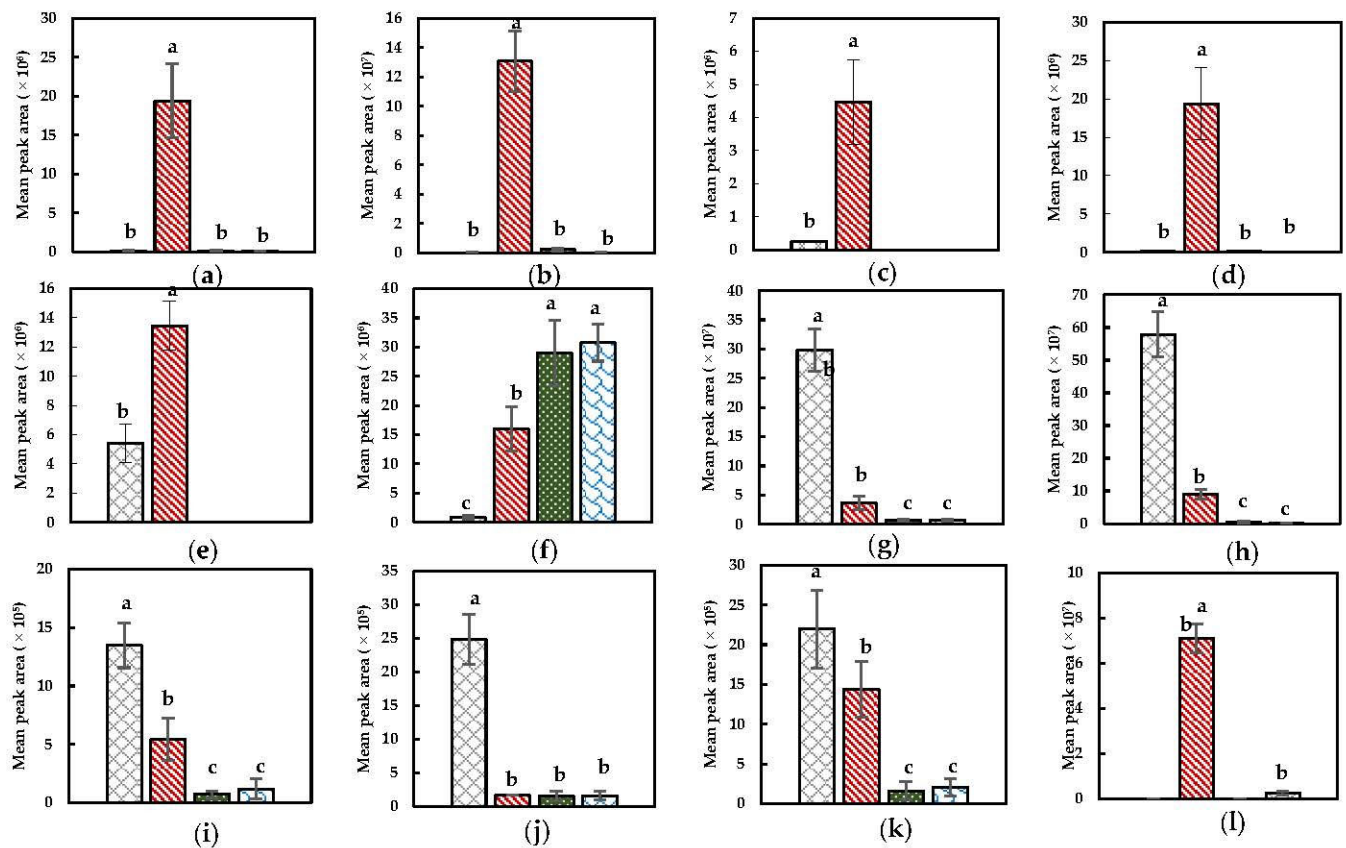 Mean peak area ( × 10⁶)
30
25
20
15
10
5
0
b
a
b
b
(a)
Mean peak area ( × 10⁷)
16
14
12
10
8
6
4
2
0
b
a
b
b
(b)
Mean peak area ( × 10⁶)
7
6
5
4
3
2
1
0
b
a
(c)
Mean peak area ( × 10⁶)
30
25
20
15
10
5
0
b
a
b
b
(d)
Mean peak area ( × 10⁶)
16
14
12
10
8
6
4
2
0
b
a
(e)
Mean peak area ( × 10⁶)
40
35
30
25
20
15
10
5
0
c
b
a
a
(f)
Mean peak area ( × 10⁷)
40
35
30
25
20
15
10
5
0
a
b
b
c
c
(g)
Mean peak area ( × 10⁷)
70
60
50
40
30
20
10
0
a
b
c
c
(h)
Mean peak area ( × 10⁵)
20
15
10
5
0
a
b
c
c
(i)
Mean peak area ( × 10⁵)
35
30
25
20
15
10
5
0
a
b
b
b
(j)
Mean peak area ( × 10⁵)
30
25
20
15
10
5
0
a
b
c
c
(k)
Mean peak area ( × 10⁷)
10
8
6
4
2
0
b
a
b
(l)